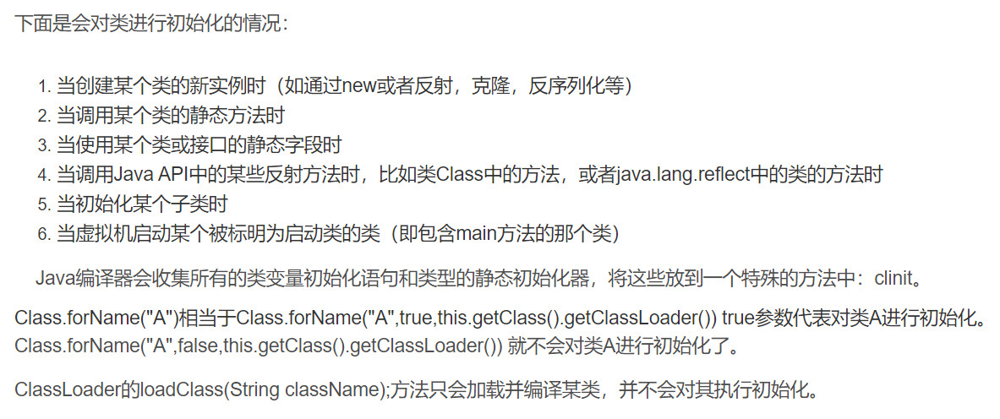 下面是会对类进行初始化的情况：
1. 当创建某个类的新实例时（如通过new或者反射，克隆，反序列化等）
2. 当调用某个类的静态方法时
3. 当使用某个类或接口的静态字段时
4. 当调用Java API中的某些反射方法时，比如类Class中的方法，或者java.lang.reflect中的类的方法时
5. 当初始化某个子类时
6. 当虚拟机启动某个被标明为启动类的类（即包含main方法的那个类）
Java编译器会收集所有的类变量初始化语句和类型的静态初始化器，将这些放到一个特殊的方法中：clinit。
Class.forName("A")相当于Class.forName("A",true,this.getClass().getClassLoader()) true参数代表对类A进行初始化。
Class.forName("A",false,this.getClass().getClassLoader()) 就不会对类A进行初始化了。
ClassLoader的loadClass(String className);方法只会加载并编译某类，并不会对其执行初始化。